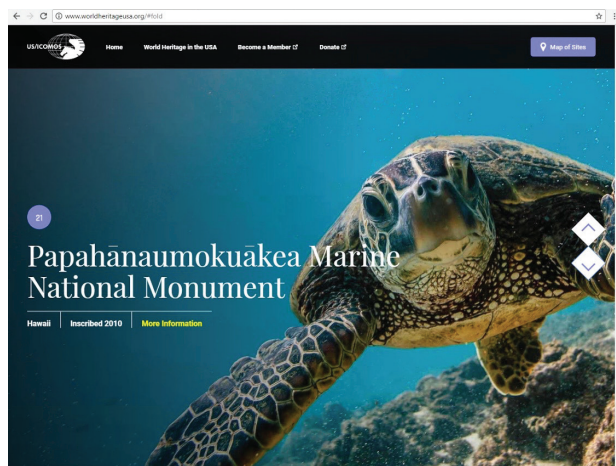 www.worldheritageusa.org/#fold
US/ICOMOS Home World Heritage in the USA Become a Member Donate Map of Sites
21
Papahānaumokuākea Marine
National Monument
Hawaii Inscribed 2010 More Information